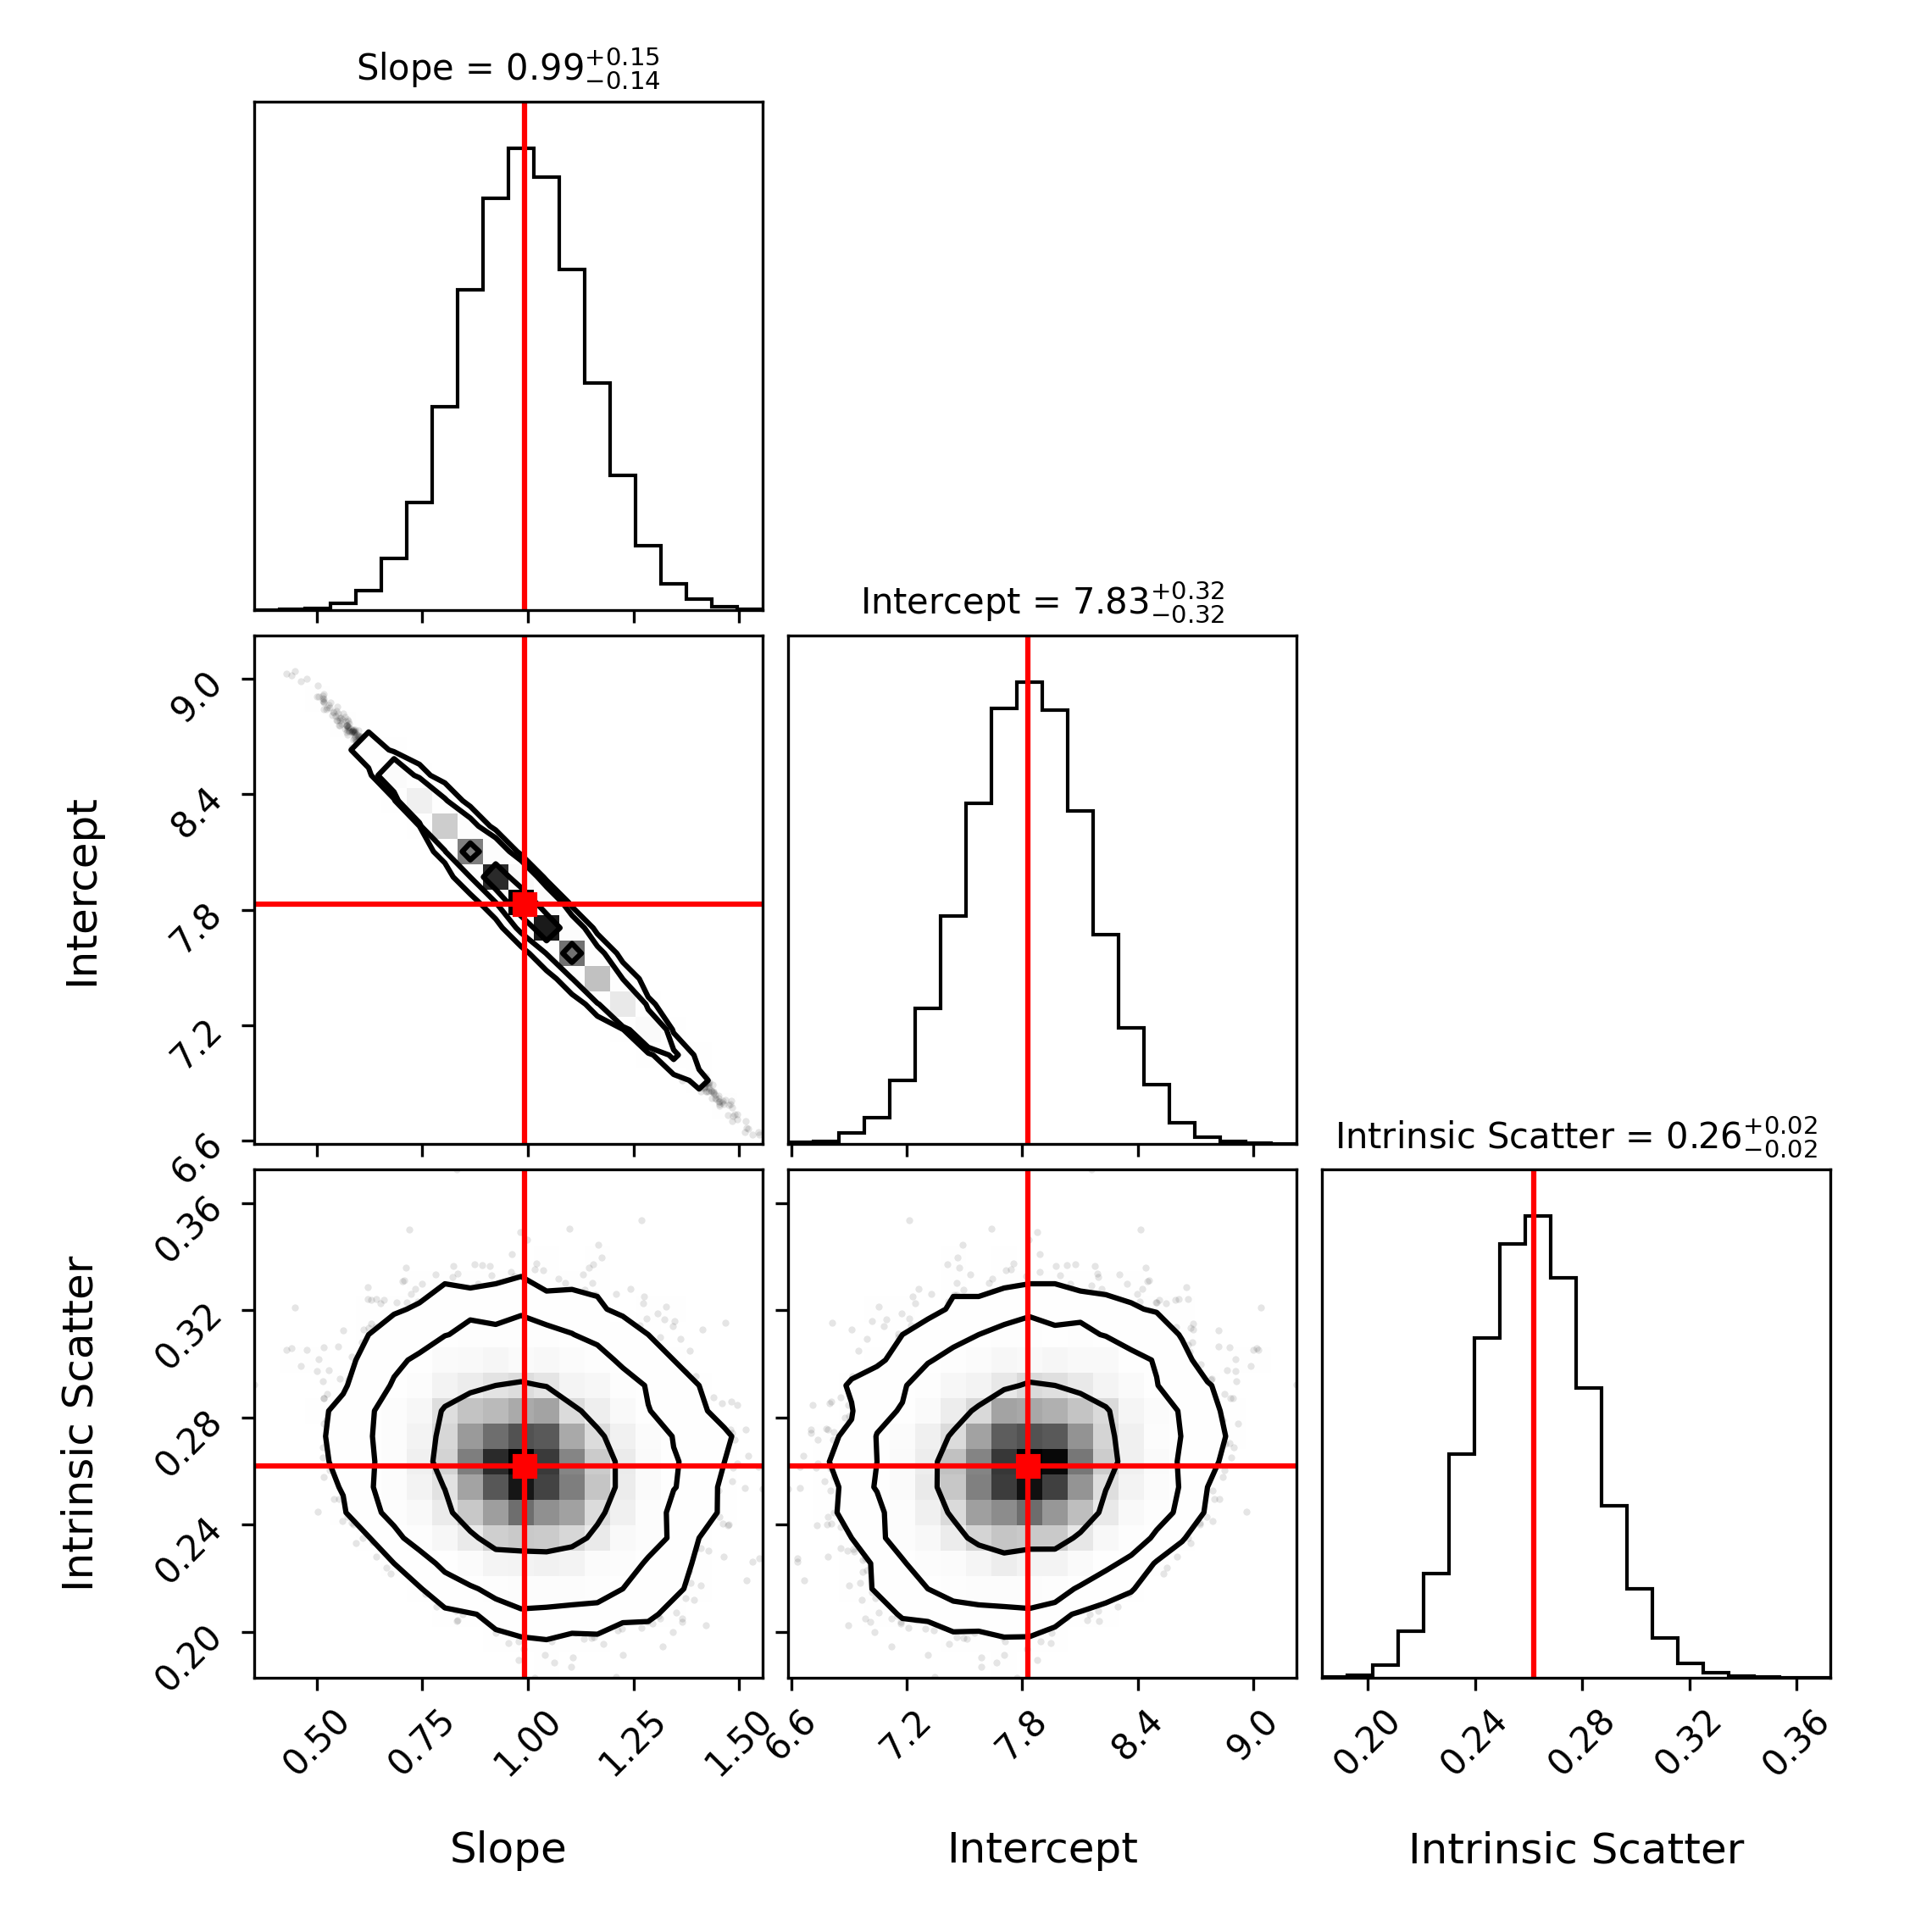 Slope = 0.99+0.15−0.14
Intercept = 7.83+0.32−0.32
Intercept
9.0
8.4
7.8
7.2
6.6
Intrinsic Scatter = 0.26+0.02−0.02
Intrinsic Scatter
0.36
0.32
0.28
0.24
0.20
0.50 0.75 1.00 1.25 1.50 6.6 7.2 7.8 8.4 9.0 0.20 0.24 0.28 0.32 0.36
Slope Intercept Intrinsic Scatter